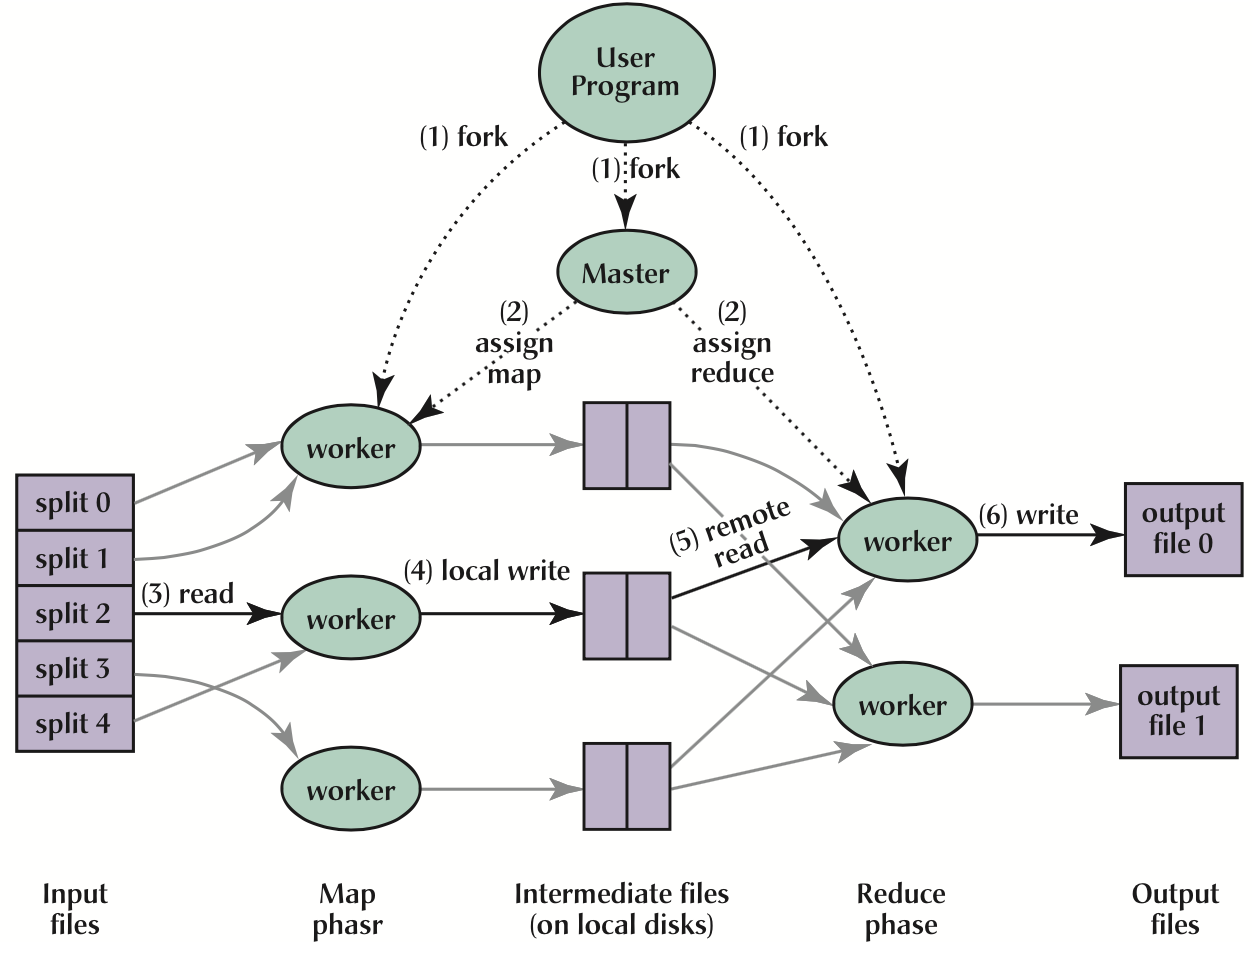 User
Program
(1) fork
(1) fork
(1) fork
Master
(2)
assign
map
(2)
assign
reduce
worker
split 0
split 1
split 2
split 3
split 4
(3) read
worker
(4) local write
worker
(5) remote
read
worker
(6) write
output
file 0
worker
output
file 1
Input
files
Map
phasr
Intermediate files
(on local disks)
Reduce
phase
Output
files